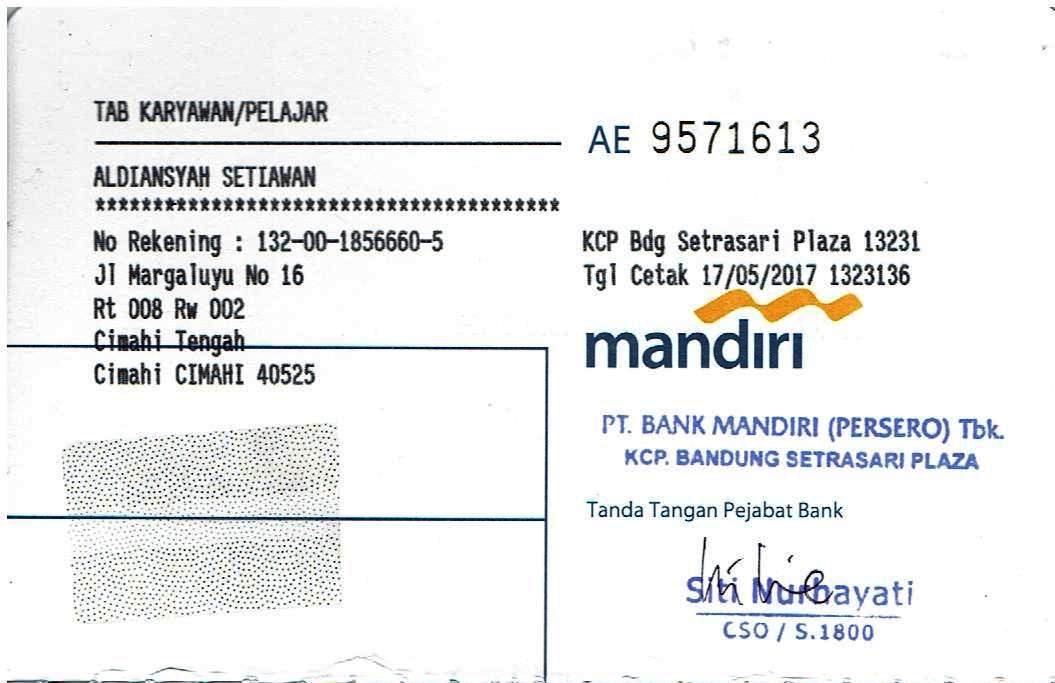 TAB KARYAWAN/PELAJAR
AE 9571613
ALDIANSYAH SETIAWAN
****************************************
No Rekening : 132-00-1856660-5
Jl Margaluyu No 16
Rt 008 Rw 002
Cimahi Tengah
Cimahi CIMAHI 40525
KCP Bdg Setrasari Plaza 13231
Tgl Cetak 17/05/2017 1323136
mandiri
PT. BANK MANDIRI (PERSERO) Tbk.
KCP. BANDUNG SETRASARI PLAZA
Tanda Tangan Pejabat Bank
Siti Nurbayati
CSO / S.1800